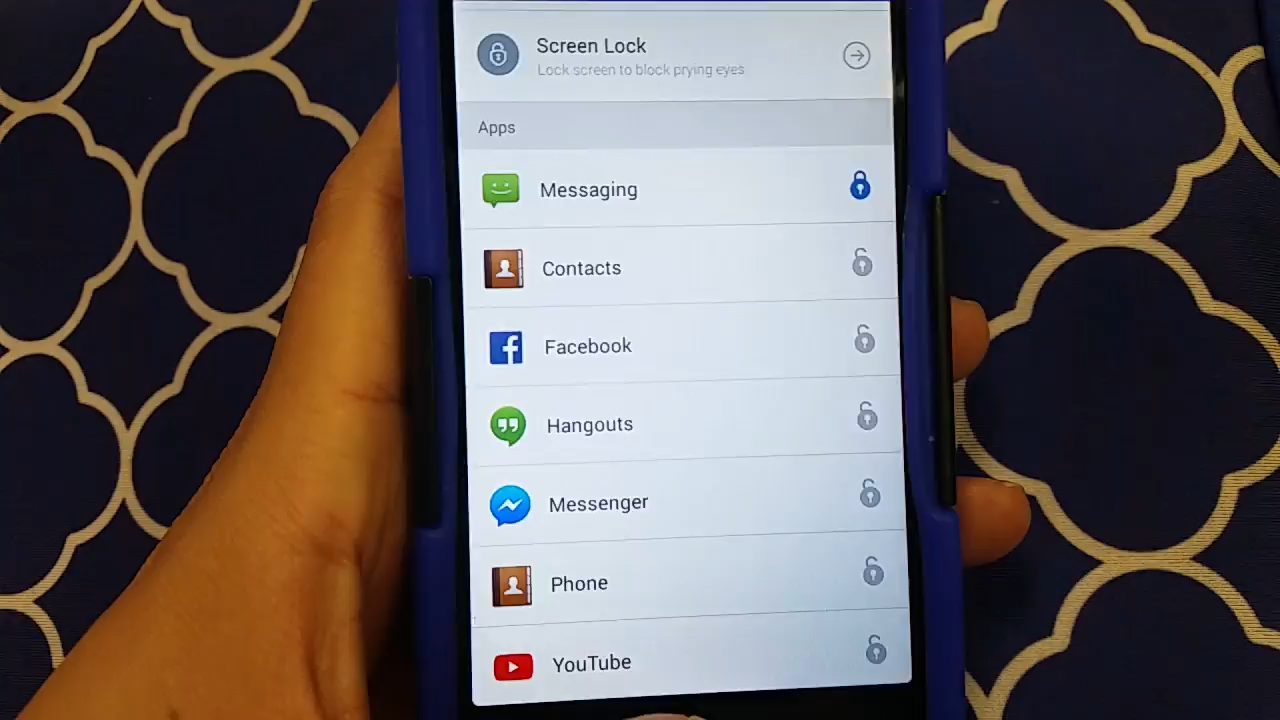 Screen Lock
Lock screen to block prying eyes
Apps
Messaging
Contacts
Facebook
Hangouts
Messenger
Phone
YouTube